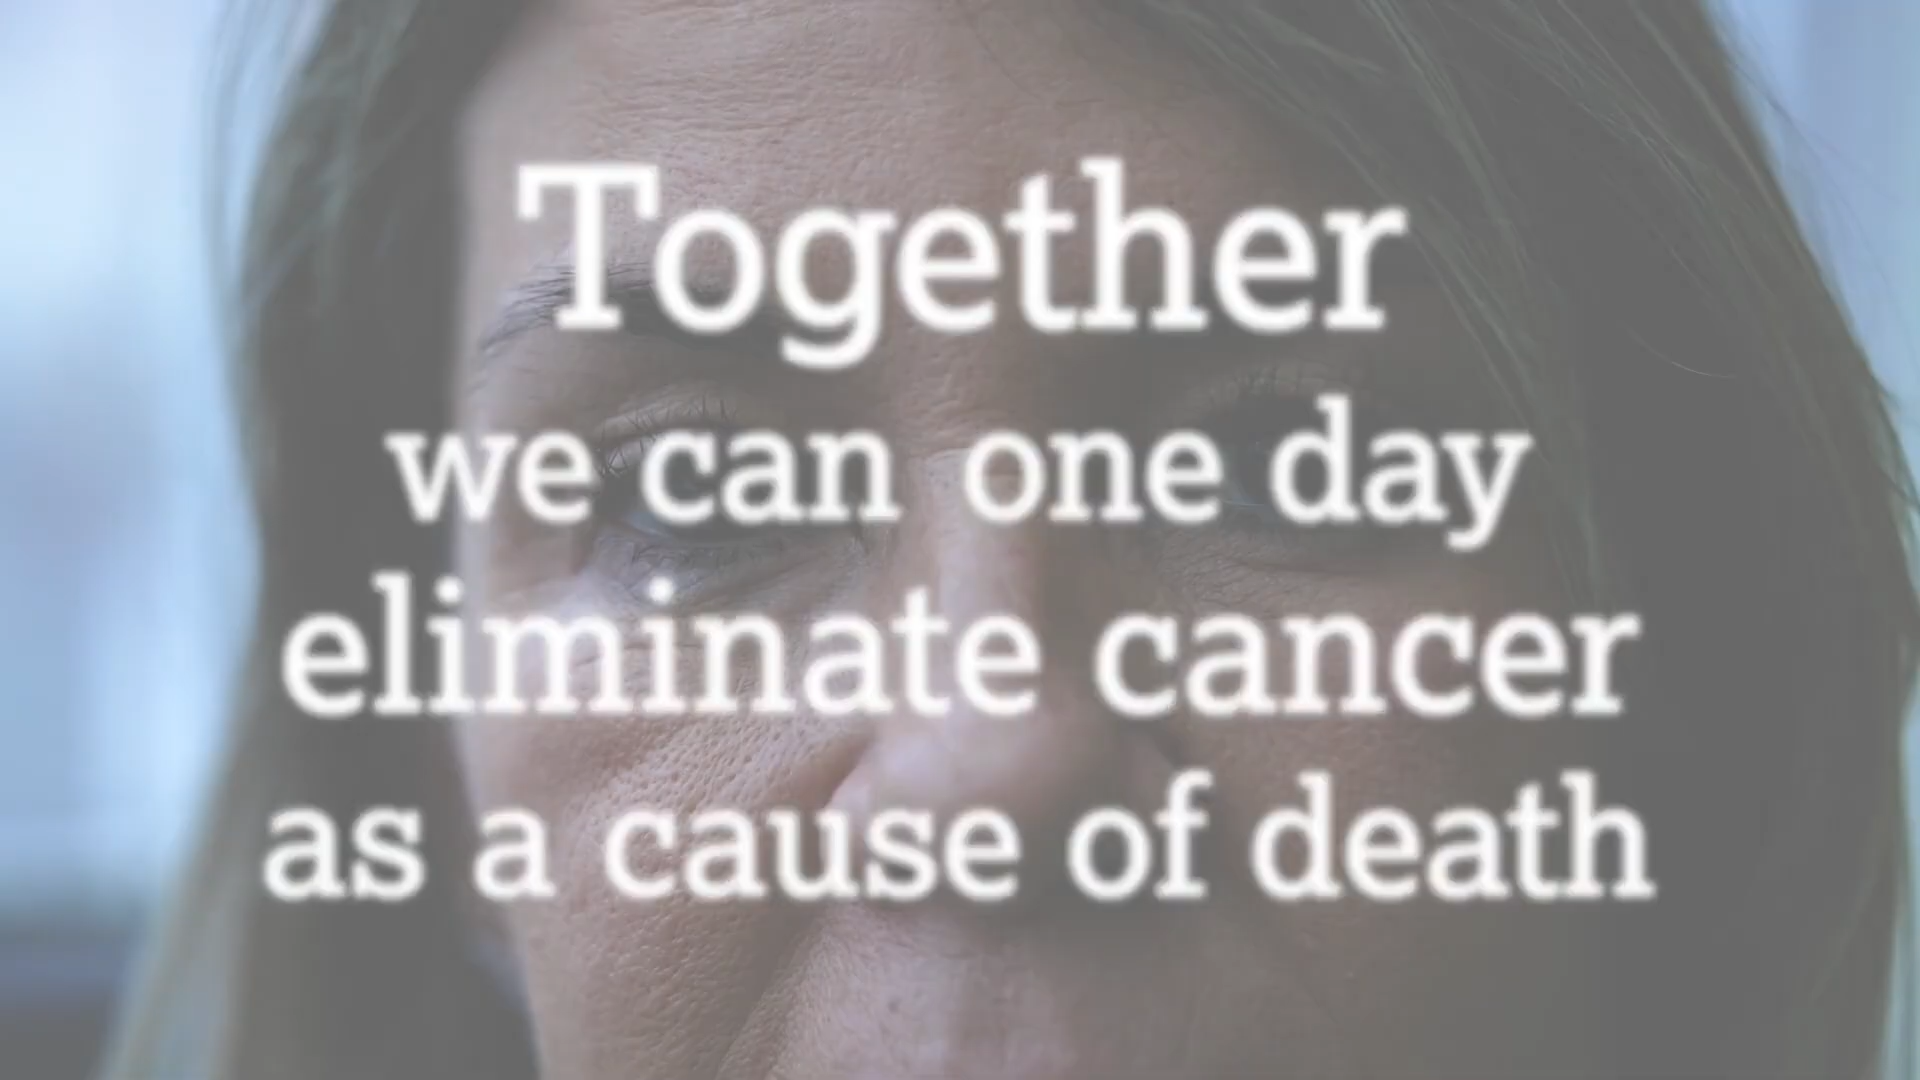 Together
we can one day
eliminate cancer
as a cause of death